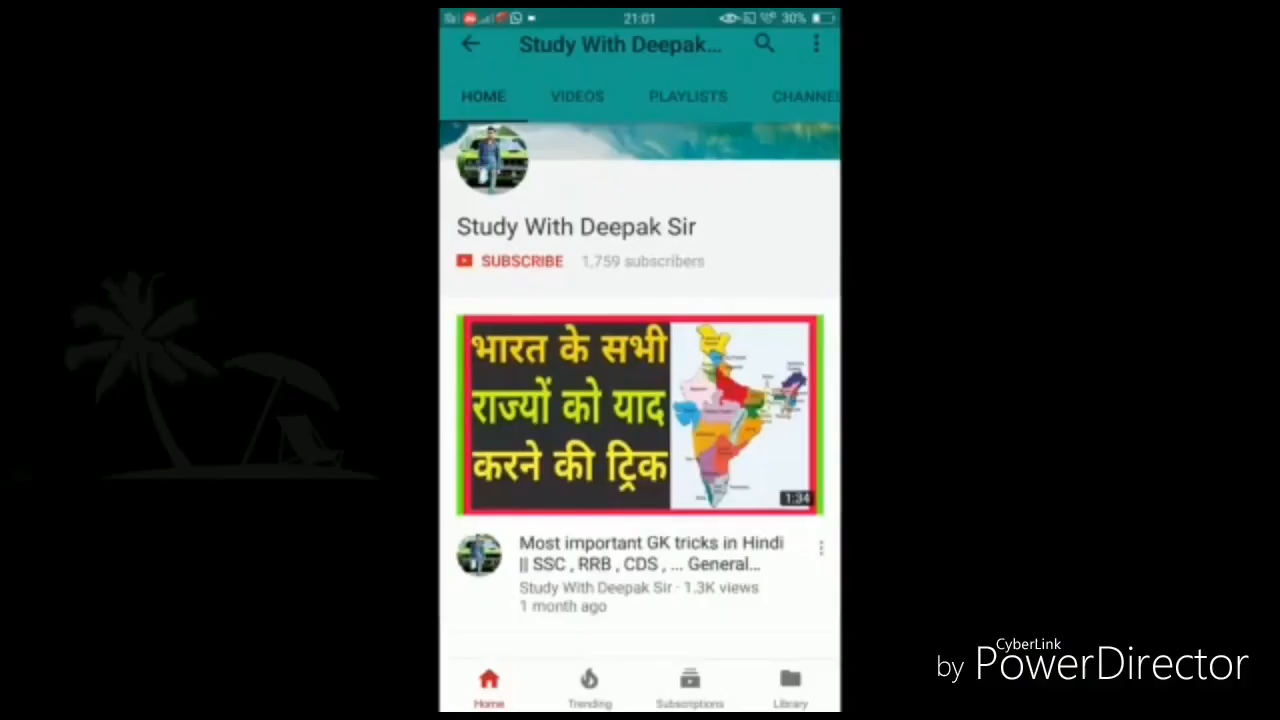 21:01 30%
Study With Deepak...
HOME VIDEOS PLAYLISTS CHANNEL
Study With Deepak Sir
SUBSCRIBE 1,759 subscribers
भारत के सभी
राज्यों को याद
करने की ट्रिक
1:34
Most important GK tricks in Hindi
|| SSC , RRB , CDS , ... General...
Study With Deepak Sir · 1.3K views
1 month ago
Home Trending Subscriptions Library
CyberLink
by PowerDirector